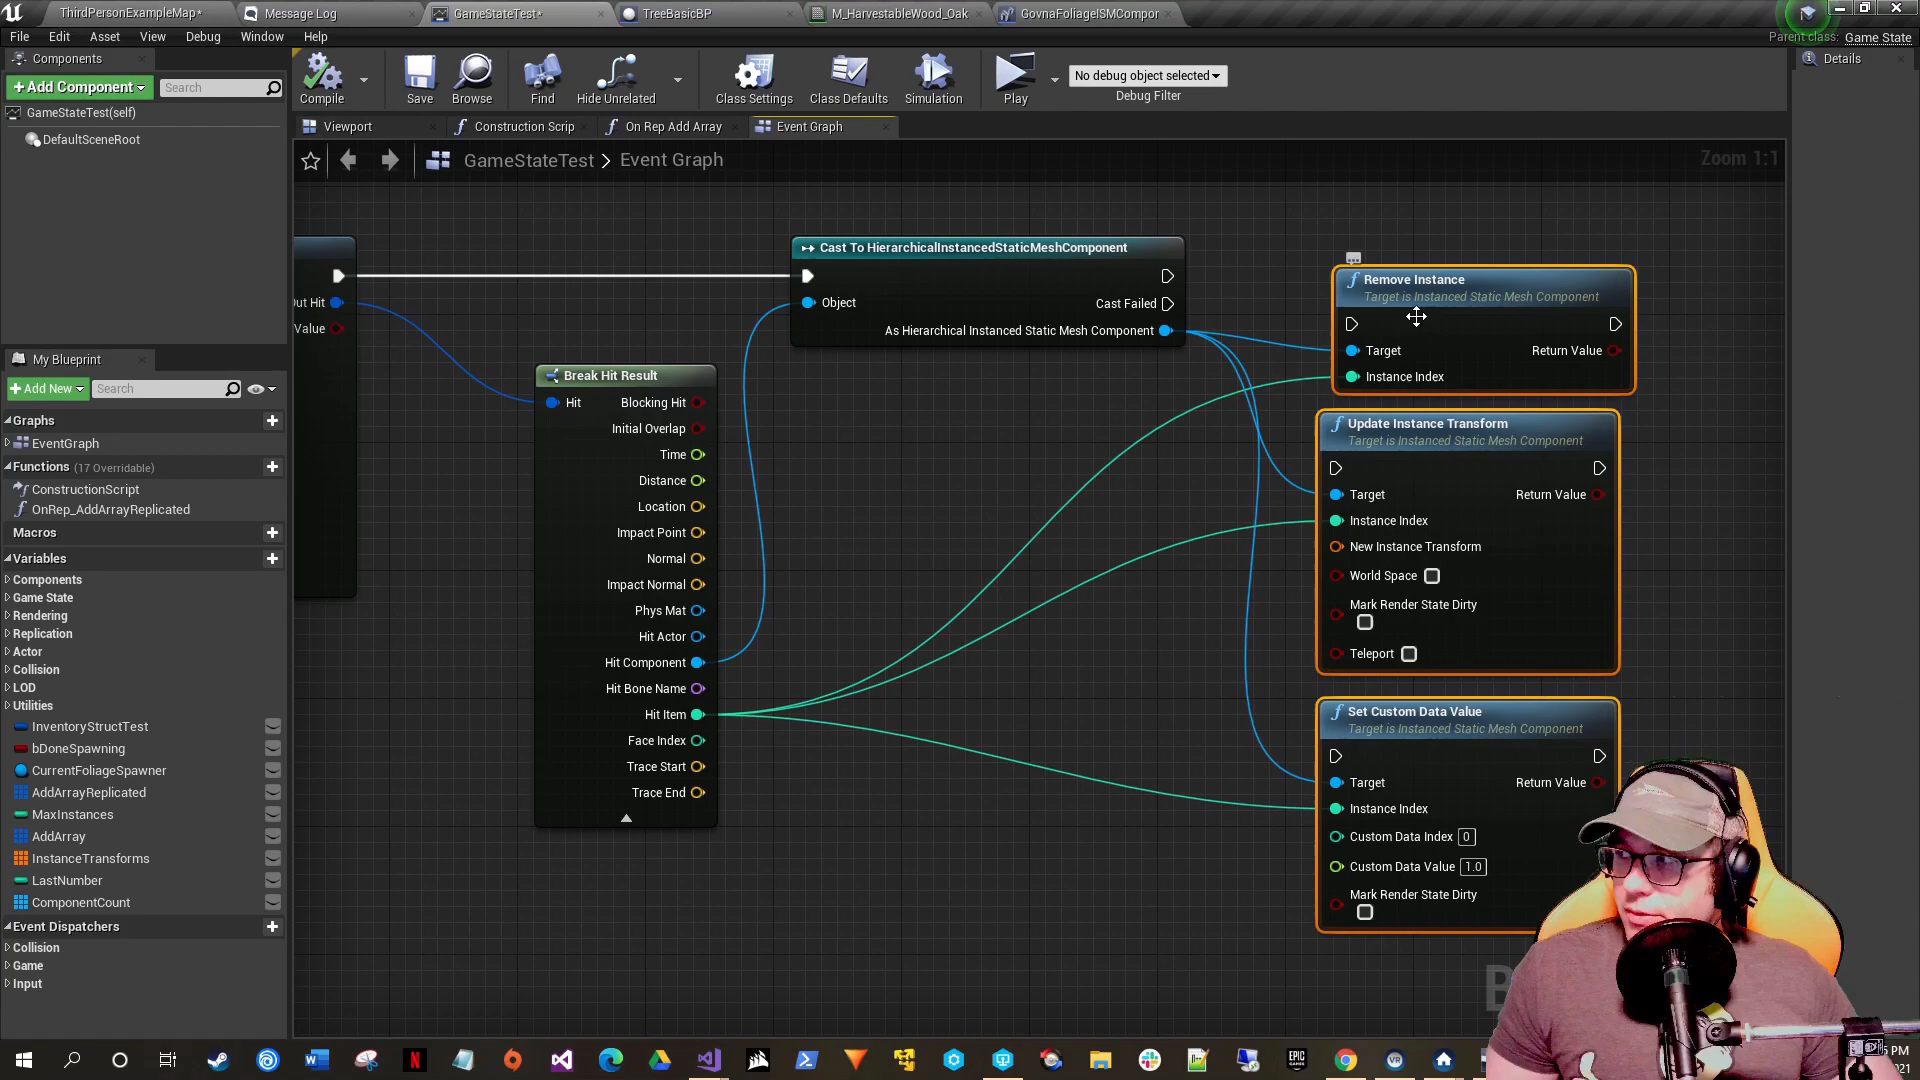 ThirdPersonExampleMap*
Message Log
GameStateTest*
TreeBasicBP
M_HarvestableWood_Oak
GovnaFoliageISMCompor
File
Edit
Asset
View
Debug
Window
Help
Parent class:
Game State
Components
+Add Component
Search
GameStateTest(self)
DefaultSceneRoot
Compile
Save
Browse
Find
Hide Unrelated
Class Settings
Class Defaults
Simulation
Play
No debug object selected
Debug Filter
Details
Viewport
Construction Scrip
On Rep Add Array
Event Graph
GameStateTest > Event Graph
Zoom 1:1
My Blueprint
+Add New
Search
Graphs
EventGraph
Functions (17 Overridable)
ConstructionScript
OnRep_AddArrayReplicated
Macros
Variables
Components
Game State
Rendering
Replication
Actor
Collision
LOD
Utilities
InventoryStructTest
bDoneSpawning
CurrentFoliageSpawner
AddArrayReplicated
MaxInstances
AddArray
InstanceTransforms
LastNumber
ComponentCount
Event Dispatchers
Collision
Game
Input
Out Hit
Value
Break Hit Result
Hit
Blocking Hit
Initial Overlap
Time
Distance
Location
Impact Point
Normal
Impact Normal
Phys Mat
Hit Actor
Hit Component
Hit Bone Name
Hit Item
Face Index
Trace Start
Trace End
Cast To HierarchicalInstancedStaticMeshComponent
Object
Cast Failed
As Hierarchical Instanced Static Mesh Component
Remove Instance
Target is Instanced Static Mesh Component
Target
Return Value
Instance Index
Update Instance Transform
Target is Instanced Static Mesh Component
Target
Return Value
Instance Index
New Instance Transform
World Space
Mark Render State Dirty
Teleport
Set Custom Data Value
Target is Instanced Static Mesh Component
Target
Return Value
Instance Index
Custom Data Index 0
Custom Data Value 1.0
Mark Render State Dirty
EPIC
GAMES
PM